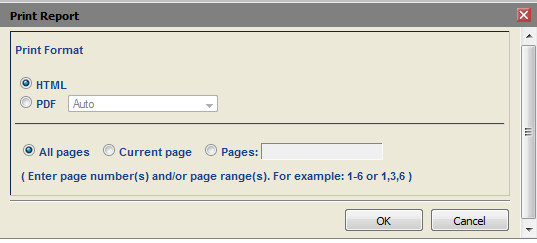 Print Report
Print Format
HTML
PDF Auto
All pages Current page Pages:
( Enter page number(s) and/or page range(s). For example: 1-6 or 1,3,6 )
OK Cancel